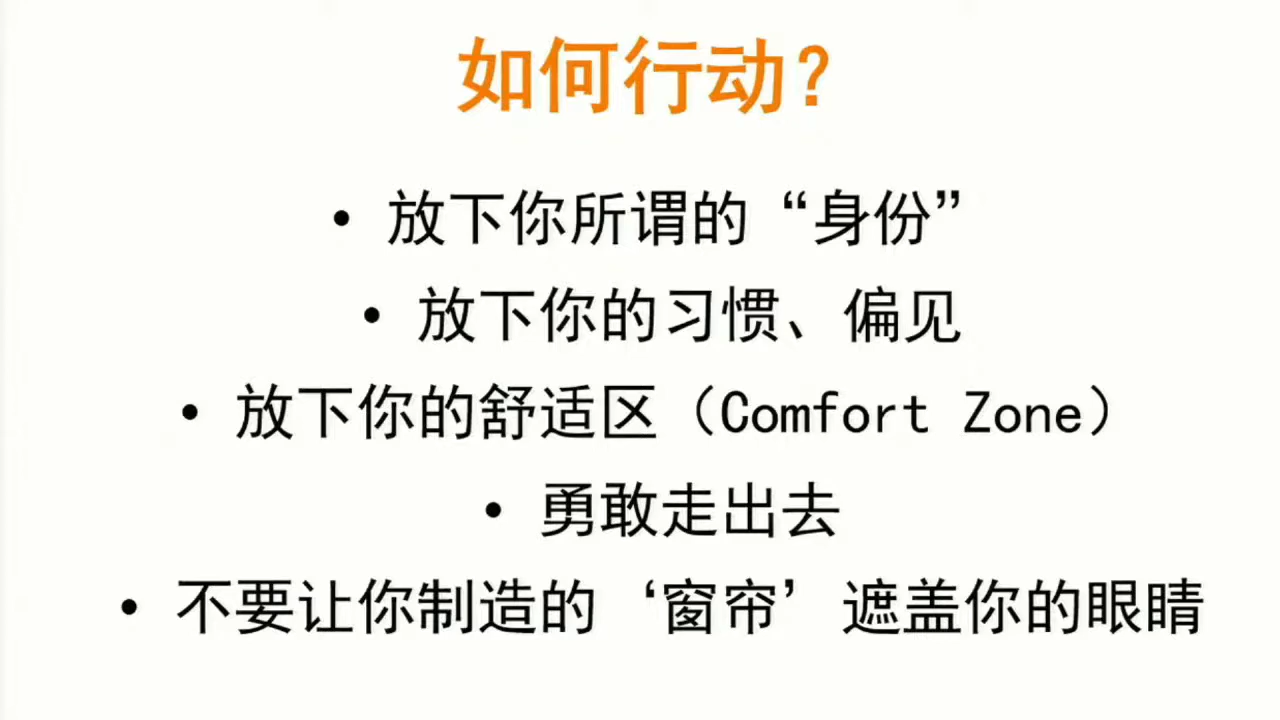 如何行动？
• 放下你所谓的“身份”
• 放下你的习惯、偏见
• 放下你的舒适区（Comfort Zone）
• 勇敢走出去
• 不要让你制造的‘窗帘’遮盖你的眼睛